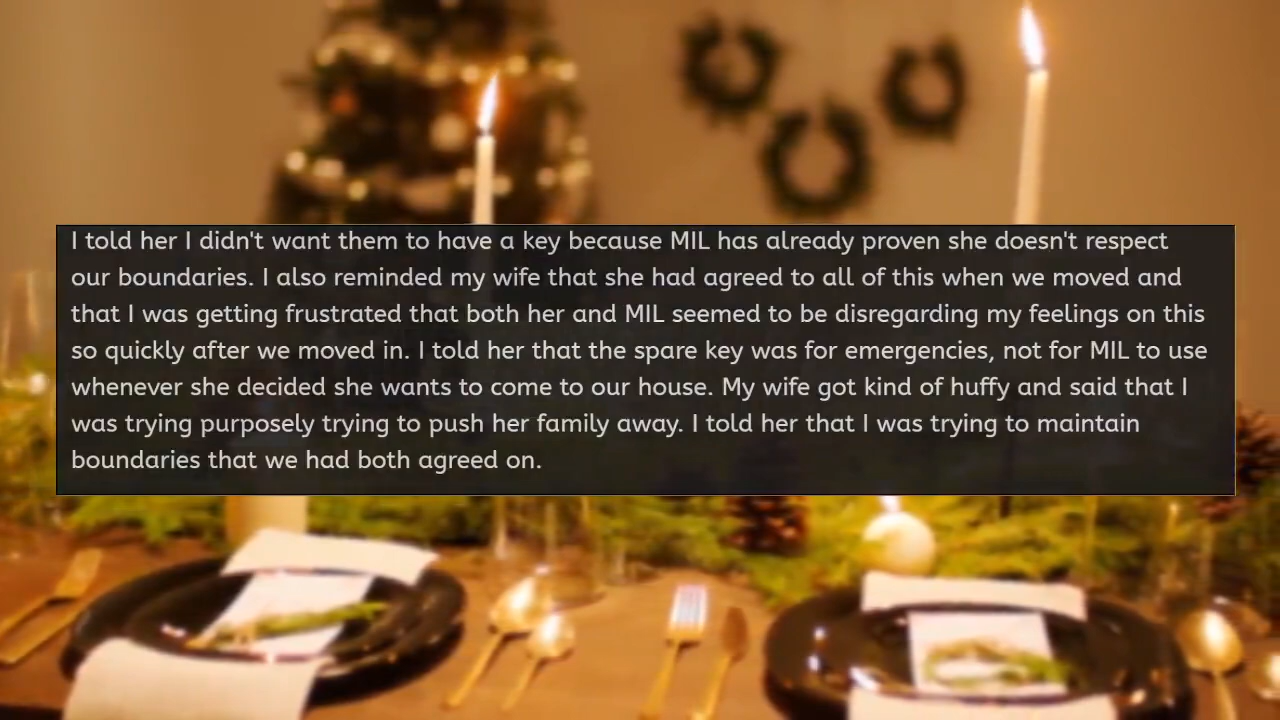 I told her I didn't want them to have a key because MIL has already proven she doesn't respect
our boundaries. I also reminded my wife that she had agreed to all of this when we moved and
that I was getting frustrated that both her and MIL seemed to be disregarding my feelings on this
so quickly after we moved in. I told her that the spare key was for emergencies, not for MIL to use
whenever she decided she wants to come to our house. My wife got kind of huffy and said that I
was trying purposely trying to push her family away. I told her that I was trying to maintain
boundaries that we had both agreed on.